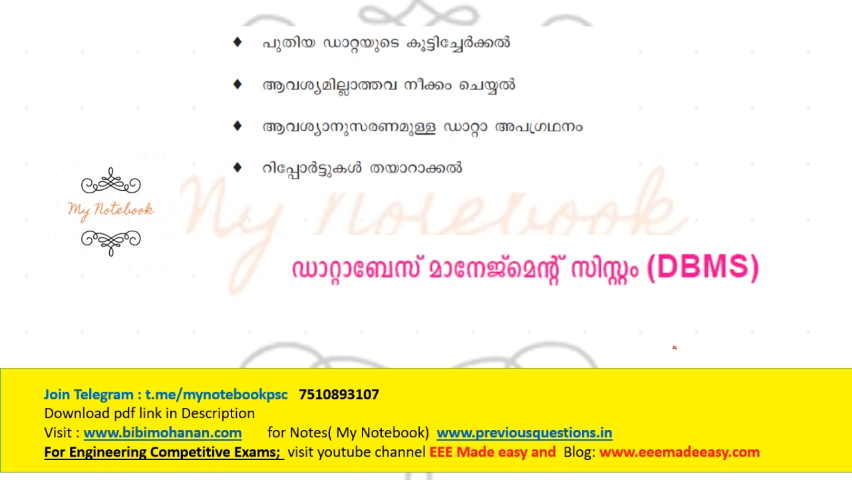 ♦ പുതിയ ഡാറ്റയുടെ കൂട്ടിച്ചേർക്കൽ
♦ ആവശ്യമില്ലാത്തവ നീക്കം ചെയ്യൽ
♦ ആവശ്യാനുസരണമുള്ള ഡാറ്റാ അപഗ്രഥനം
♦ റിപ്പോർട്ടുകൾ തയാറാക്കൽ
My Notebook
My Notebook
ഡാറ്റാബേസ് മാനേജ്മെന്റ് സിസ്റ്റം (DBMS)
Join Telegram : t.me/mynotebookpsc 7510893107
Download pdf link in Description
Visit : www.bibimohanan.com for Notes( My Notebook) www.previousquestions.in
For Engineering Competitive Exams; visit youtube channel EEE Made easy and Blog: www.eeemadeeasy.com